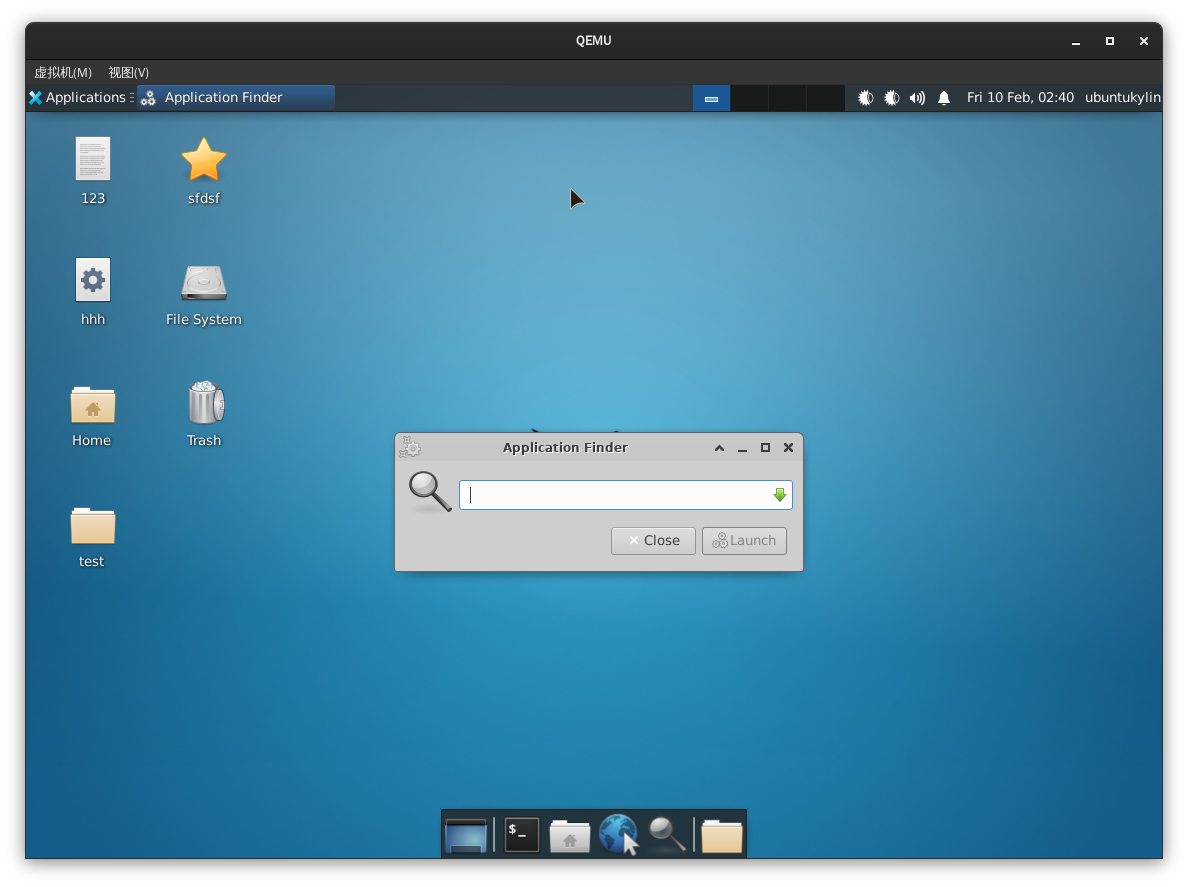 QEMU
虚拟机(M) 视图(V)
Applications Application Finder Fri 10 Feb, 02:40 ubuntukylin
123 sfdsf
hhh File System
Home Trash
Application Finder
Close Launch
test
$_